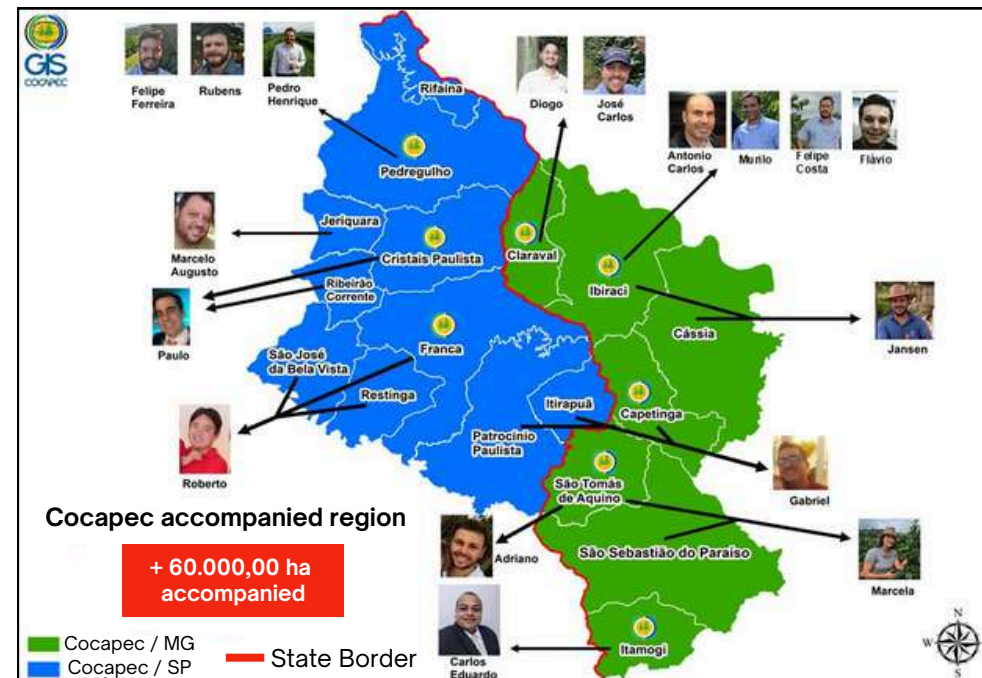 GIS
COCAPEC
Felipe
Ferreira
Rubens
Pedro
Henrique
Diogo
José
Carlos
Antonio
Carlos
Murilo
Felipe
Costa
Flávio
Rifaina
Pedregulho
Jeriquara
Marcelo
Augusto
Cristais Paulista
Claraval
Ibiraci
Ribeirão
Corrente
Paulo
Cássia
Jansen
Franca
São José
da Bela Vista
Restinga
Itirapuã
Capetinga
Patrocínio
Paulista
Roberto
Gabriel
São Tomás
de Aquino
Cocapec accompanied region
Adriano
São Sebastião do Paraíso
+ 60.000,00 ha
accompanied
Marcela
Carlos
Eduardo
Itamogi
Cocapec / MG
Cocapec / SP
State Border
N
W
E
S